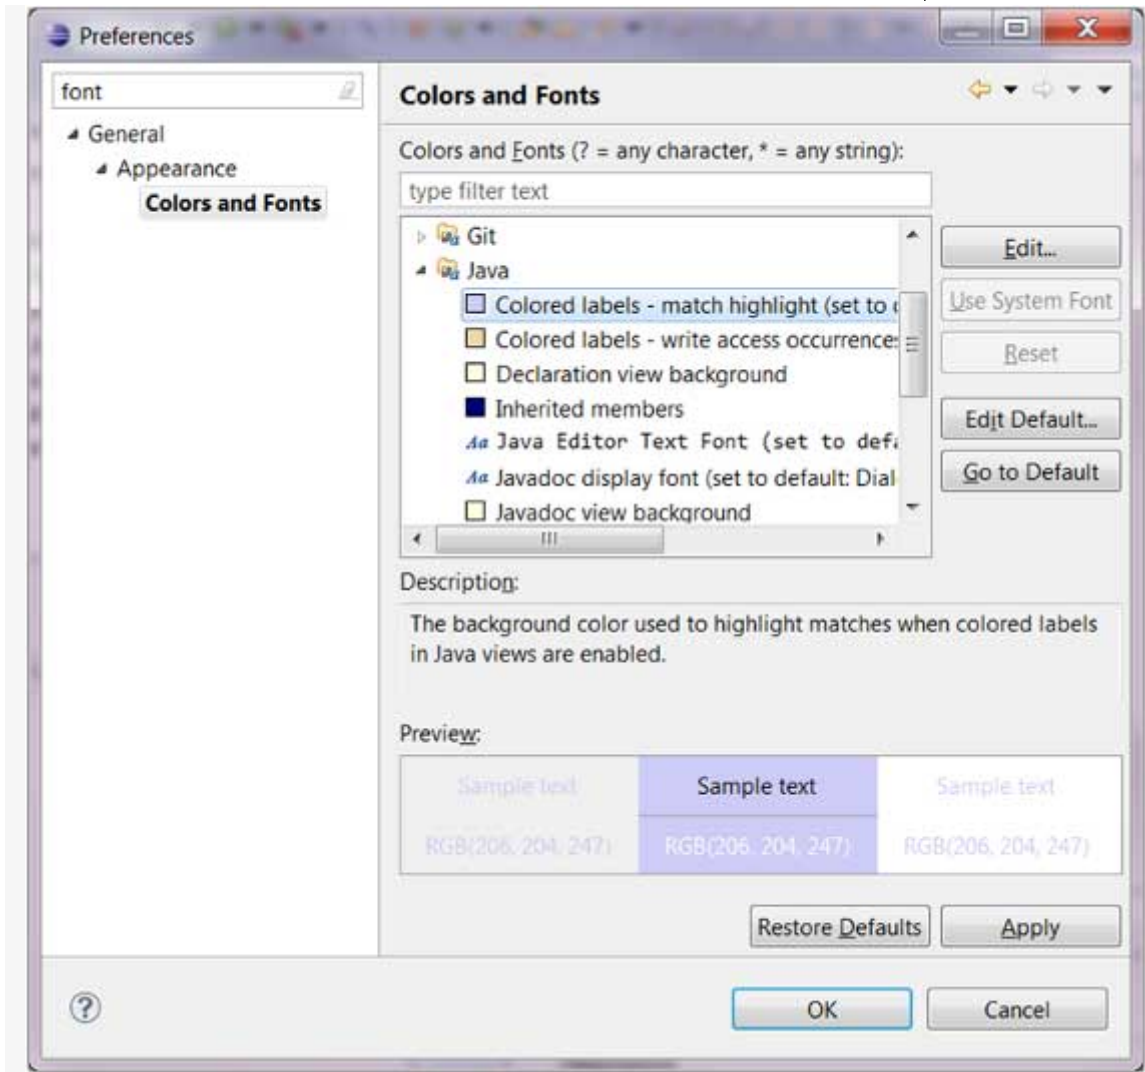 Preferences
font
General
Appearance
Colors and Fonts
Colors and Fonts
Colors and Fonts (? = any character, * = any string):
type filter text
Git
Java
Colored labels - match highlight (set to
Colored labels - write access occurrence
Declaration view background
Inherited members
Java Editor Text Font (set to defa
Javadoc display font (set to default: Dial
Javadoc view background
Edit...
Use System Font
Reset
Edit Default...
Go to Default
Description:
The background color used to highlight matches when colored labels
in Java views are enabled.
Preview:
Sample text Sample text Sample text
RGB(206, 204, 247) RGB(206, 204, 247) RGB(206, 204, 247)
Restore Defaults Apply
OK Cancel